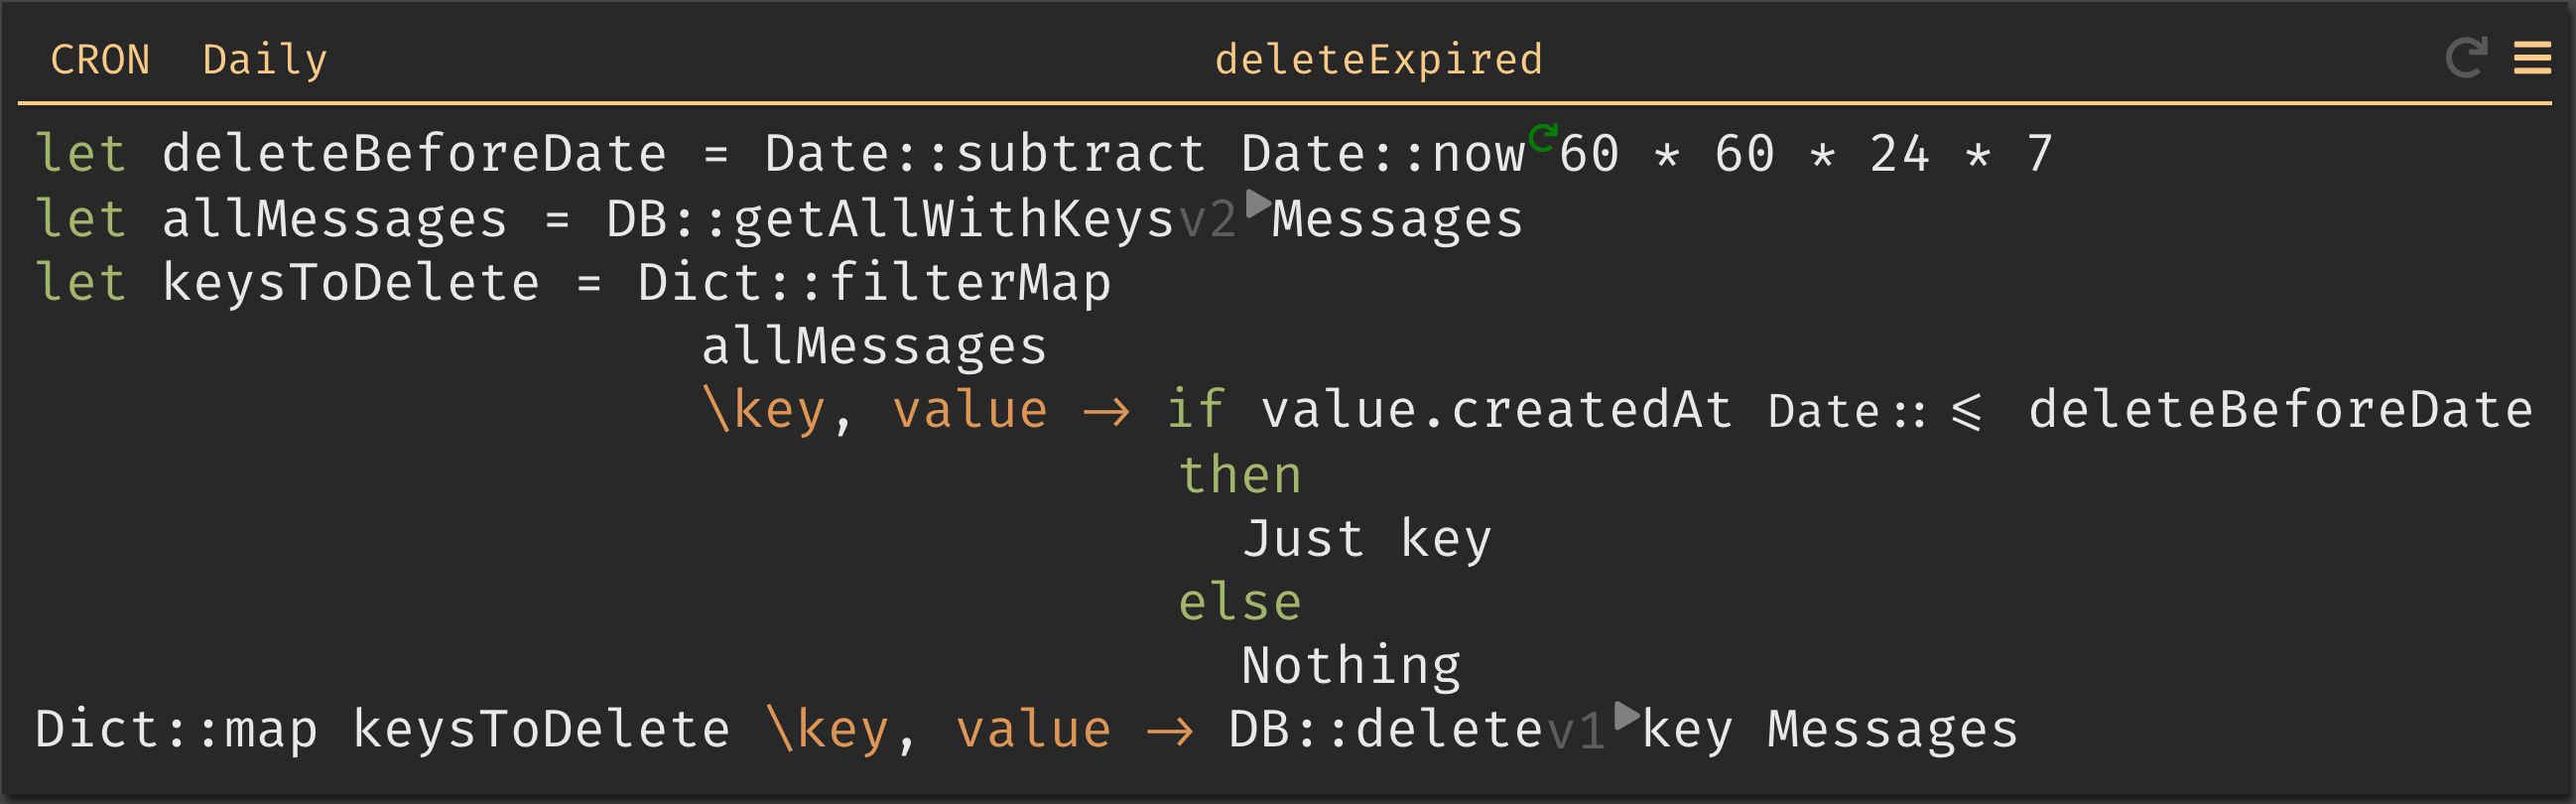 CRON Daily deleteExpired
let deleteBeforeDate = Date::subtract Date::now 60 * 60 * 24 * 7
let allMessages = DB::getAllWithKeysv2 Messages
let keysToDelete = Dict::filterMap
allMessages
\key, value → if value.createdAt Date::⩽ deleteBeforeDate
then
Just key
else
Nothing
Dict::map keysToDelete \key, value → DB::deletev1 key Messages